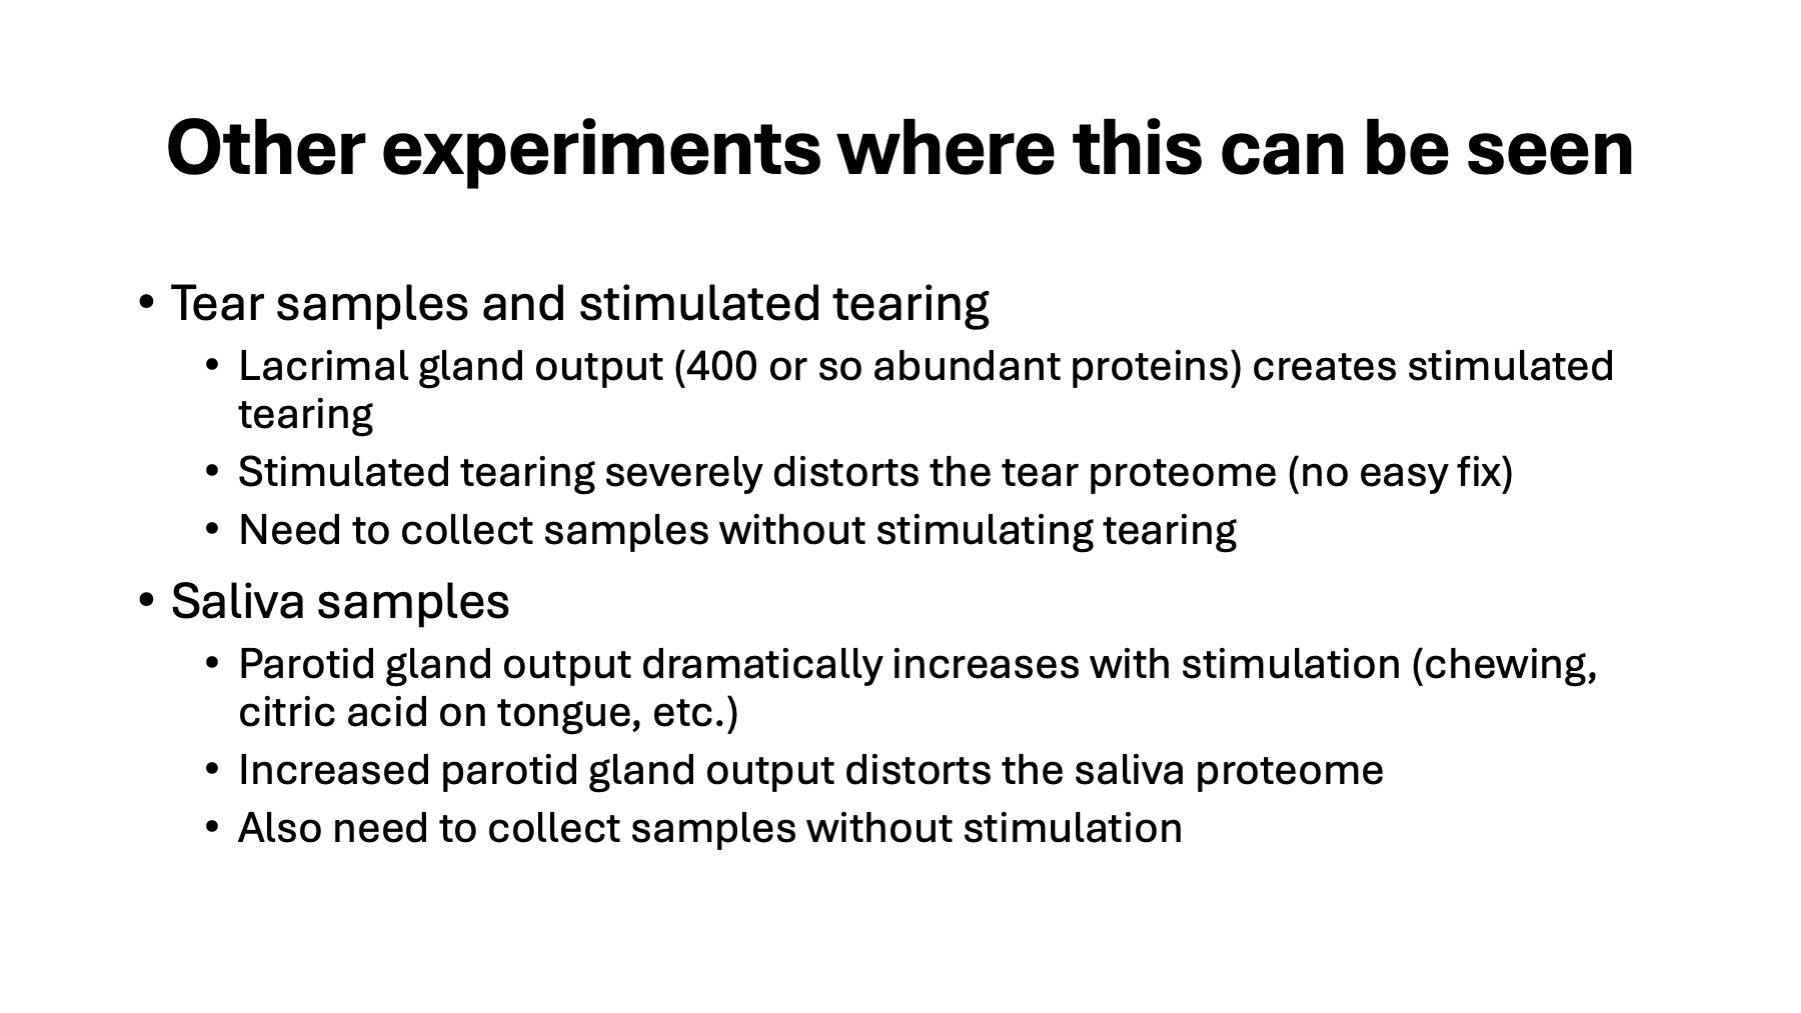 Other experiments where this can be seen
• Tear samples and stimulated tearing
• Lacrimal gland output (400 or so abundant proteins) creates stimulated
tearing
• Stimulated tearing severely distorts the tear proteome (no easy fix)
• Need to collect samples without stimulating tearing
• Saliva samples
• Parotid gland output dramatically increases with stimulation (chewing,
citric acid on tongue, etc.)
• Increased parotid gland output distorts the saliva proteome
• Also need to collect samples without stimulation